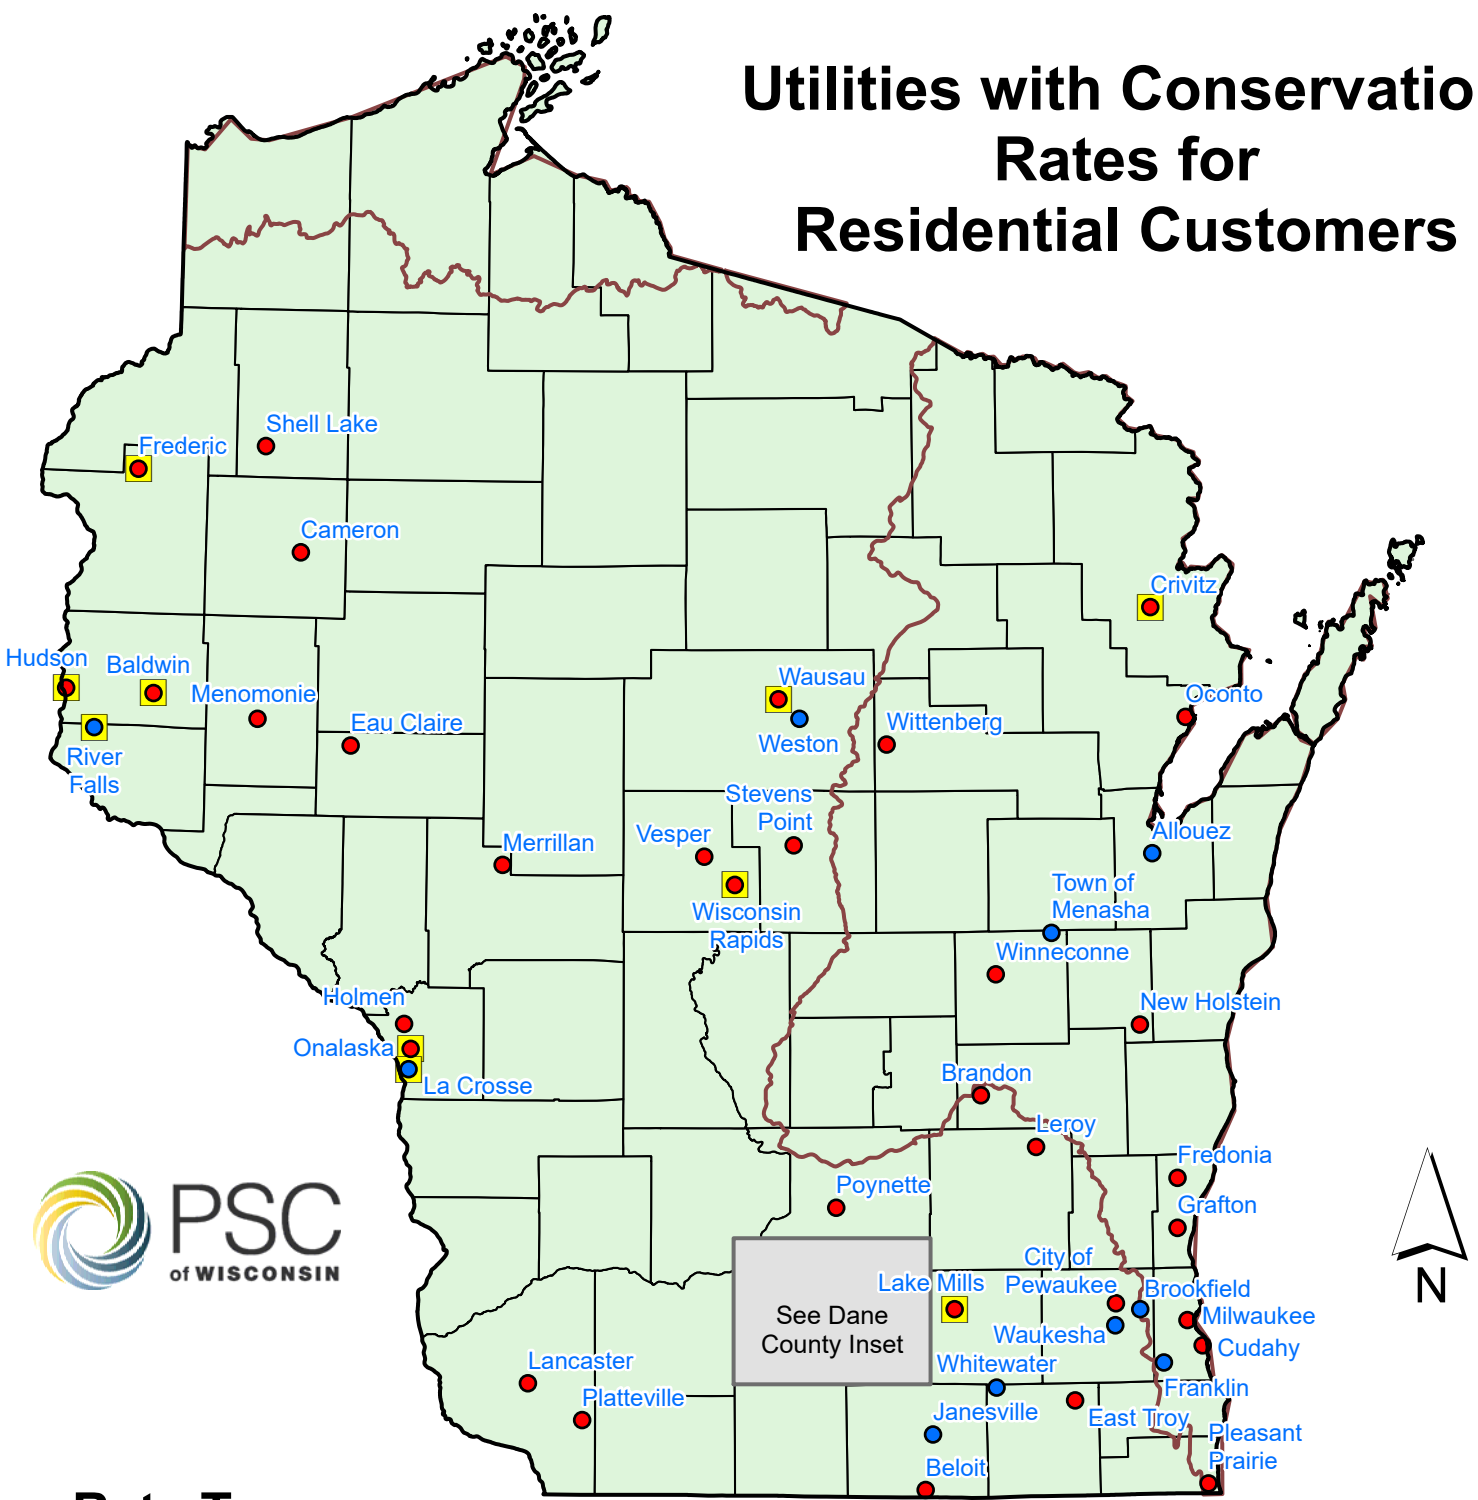 Utilities with Conservatio
Rates for
Residential Customers
Shell Lake
Frederic
Cameron
Crivitz
Hudson
Baldwin
Menomonie
Eau Claire
River
Falls
Wausau
Weston
Wittenberg
Oconto
Stevens
Point
Vesper
Merrillan
Wisconsin
Rapids
Allouez
Town of
Menasha
Winneconne
New Holstein
Holmen
Onalaska
La Crosse
Brandon
Leroy
Fredonia
Grafton
Poynette
PSC
of WISCONSIN
N
City of
Pewaukee
Lake Mills
Brookfield
Milwaukee
See Dane
County Inset
Waukesha
Cudahy
Whitewater
Franklin
Lancaster
Platteville
Janesville
East Troy
Pleasant
Prairie
Beloit